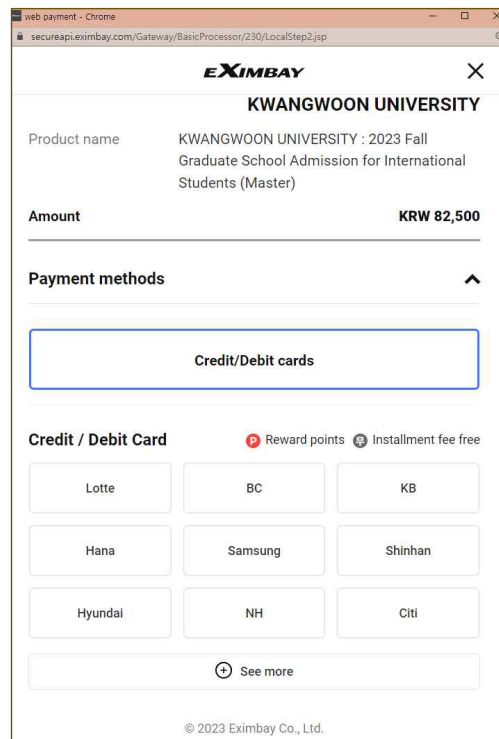 web payment - Chrome
secureapi.eximbay.com/Gateway/BasicProcessor/230/LocalStep2.jsp
EXIMBAY
KWANGWOON UNIVERSITY
Product name KWANGWOON UNIVERSITY : 2023 Fall
Graduate School Admission for International
Students (Master)
Amount KRW 82,500
Payment methods
Credit/Debit cards
Credit / Debit Card P Reward points 무 Installment fee free
Lotte BC KB
Hana Samsung Shinhan
Hyundai NH Citi
See more
© 2023 Eximbay Co., Ltd.